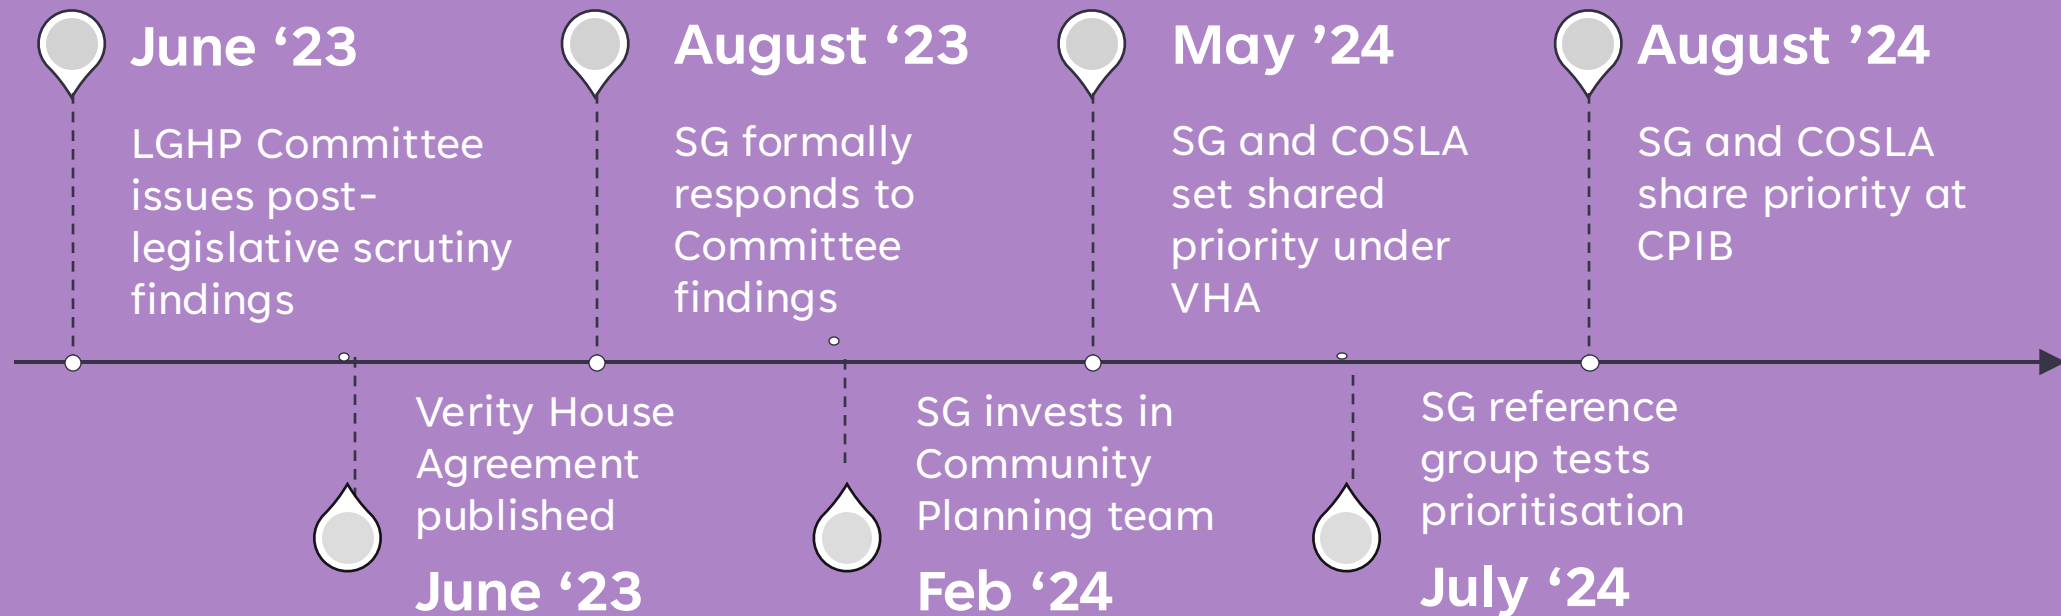 June ‘23
LGHP Committee
issues post-
legislative scrutiny
findings
August ‘23
SG formally
responds to
Committee
findings
May ’24
SG and COSLA
set shared
priority under
VHA
August ’24
SG and COSLA
share priority at
CPIB
Verity House
Agreement
published
June ‘23
SG invests in
Community
Planning team
Feb ‘24
SG reference
group tests
prioritisation
July ‘24